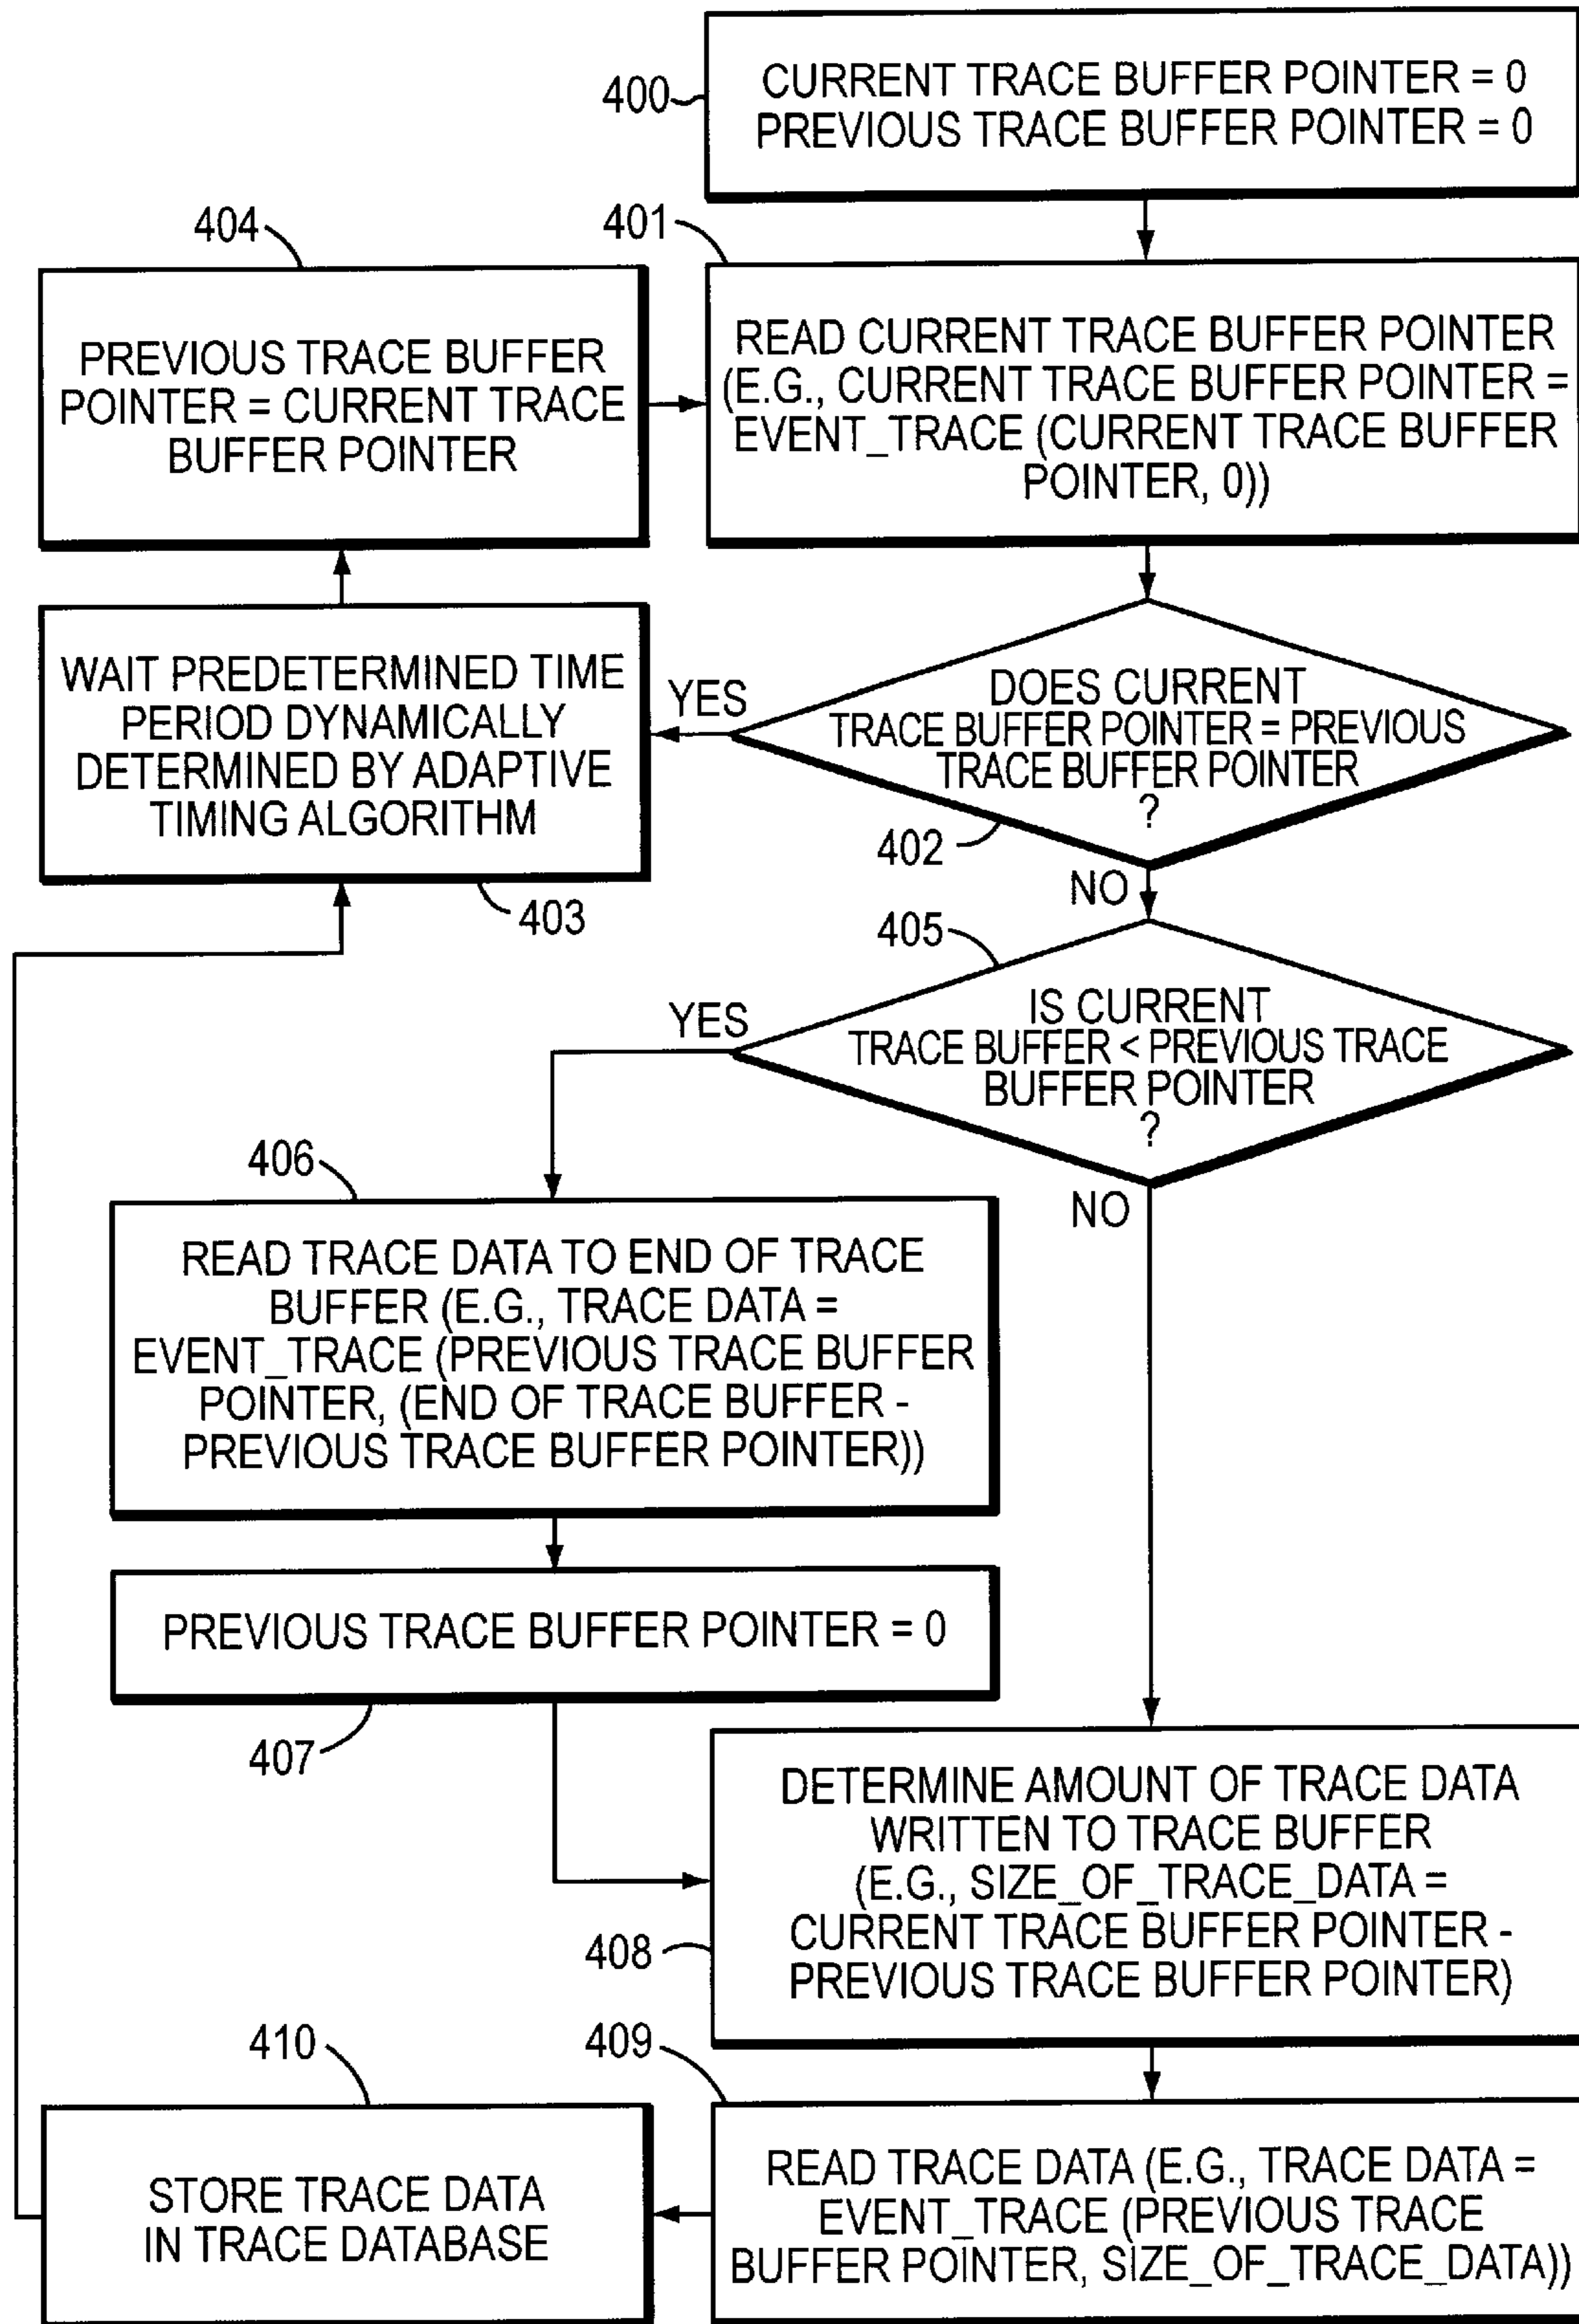 400
CURRENT TRACE BUFFER POINTER = 0
PREVIOUS TRACE BUFFER POINTER = 0
401
READ CURRENT TRACE BUFFER POINTER
(E.G., CURRENT TRACE BUFFER POINTER =
EVENT_TRACE (CURRENT TRACE BUFFER
POINTER, 0))
404
PREVIOUS TRACE BUFFER
POINTER = CURRENT TRACE
BUFFER POINTER
DOES CURRENT
TRACE BUFFER POINTER = PREVIOUS
TRACE BUFFER POINTER
?
402
YES
NO
WAIT PREDETERMINED TIME
PERIOD DYNAMICALLY
DETERMINED BY ADAPTIVE
TIMING ALGORITHM
403
405
IS CURRENT
TRACE BUFFER < PREVIOUS TRACE
BUFFER POINTER
?
YES
NO
406
READ TRACE DATA TO END OF TRACE
BUFFER (E.G., TRACE DATA =
EVENT_TRACE (PREVIOUS TRACE BUFFER
POINTER, (END OF TRACE BUFFER -
PREVIOUS TRACE BUFFER POINTER))
PREVIOUS TRACE BUFFER POINTER = 0
407
DETERMINE AMOUNT OF TRACE DATA
WRITTEN TO TRACE BUFFER
(E.G., SIZE_OF_TRACE_DATA =
CURRENT TRACE BUFFER POINTER -
PREVIOUS TRACE BUFFER POINTER)
408
409
READ TRACE DATA (E.G., TRACE DATA =
EVENT_TRACE (PREVIOUS TRACE
BUFFER POINTER, SIZE_OF_TRACE_DATA))
410
STORE TRACE DATA
IN TRACE DATABASE